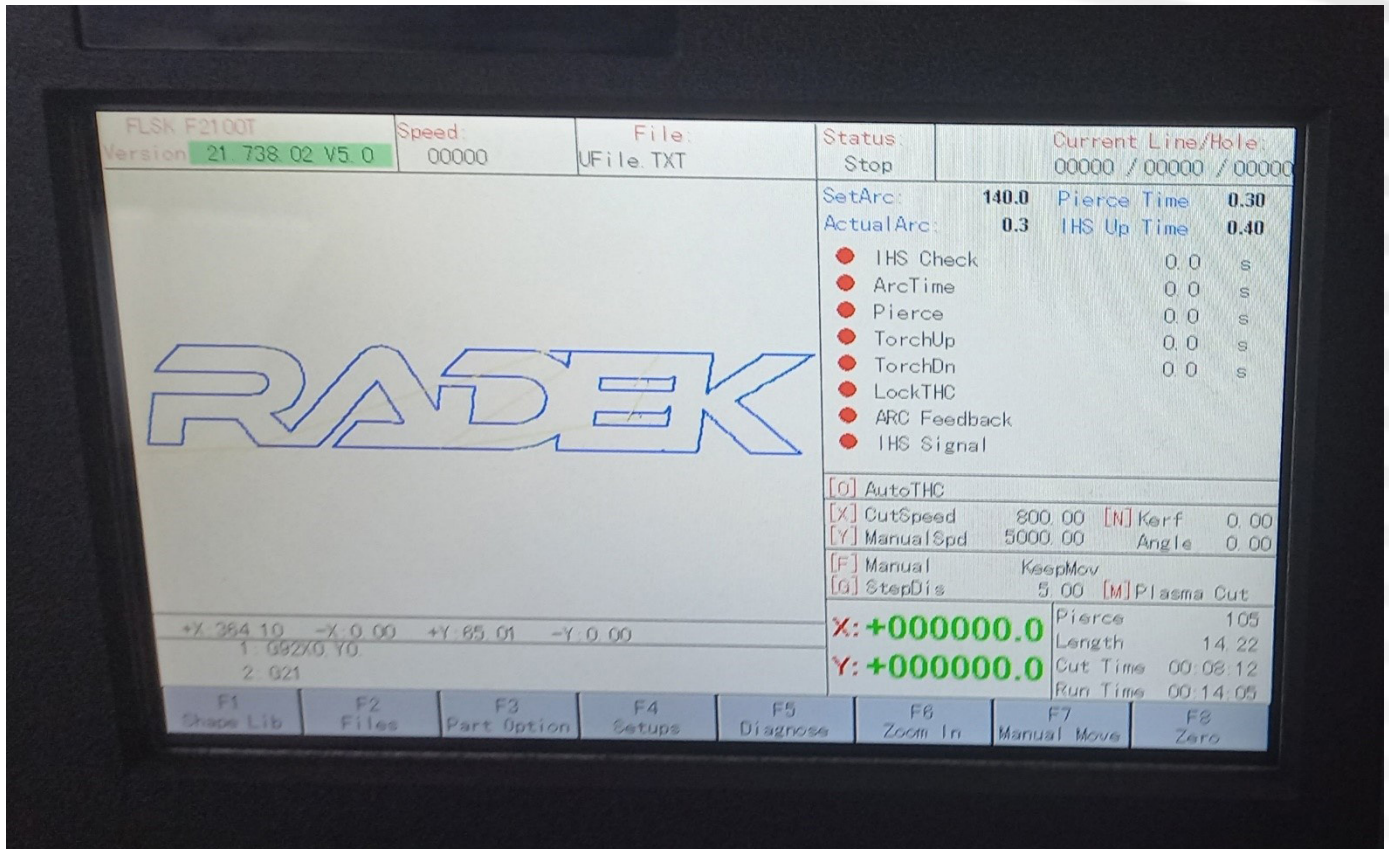 FLSK F2100T
Version 21.738.02 V5.0
Speed:
00000
File:
UFile.TXT
Status:
Stop
Current Line/Hole:
00000 / 00000 / 00000
SetArc: 140.0 Pierce Time 0.30
ActualArc: 0.3 IHS Up Time 0.40
IHS Check 0.0 s
ArcTime 0.0 s
Pierce 0.0 s
TorchUp 0.0 s
TorchDn 0.0 s
LockTHC
ARC Feedback
IHS Signal
RADEK
[O] AutoTHC
[X] CutSpeed 800.00 [N] Kerf 0.00
[Y] ManualSpd 5000.00 Angle 0.00
[F] Manual KeepMov
[G] StepDis 5.00 [M] Plasma Cut
+X:364.10 -X:0.00 +Y:65.01 -Y:0.00
1: G92X0.Y0.
2: G21
X: +000000.0
Y: +000000.0
Pierce 105
Length 14.22
Cut Time 00:08:12
Run Time 00:14:05
F1 F2 F3 F4 F5 F6 F7 F8
Shape Lib Files Part Option Setups Diagnose Zoom In Manual Move Zero